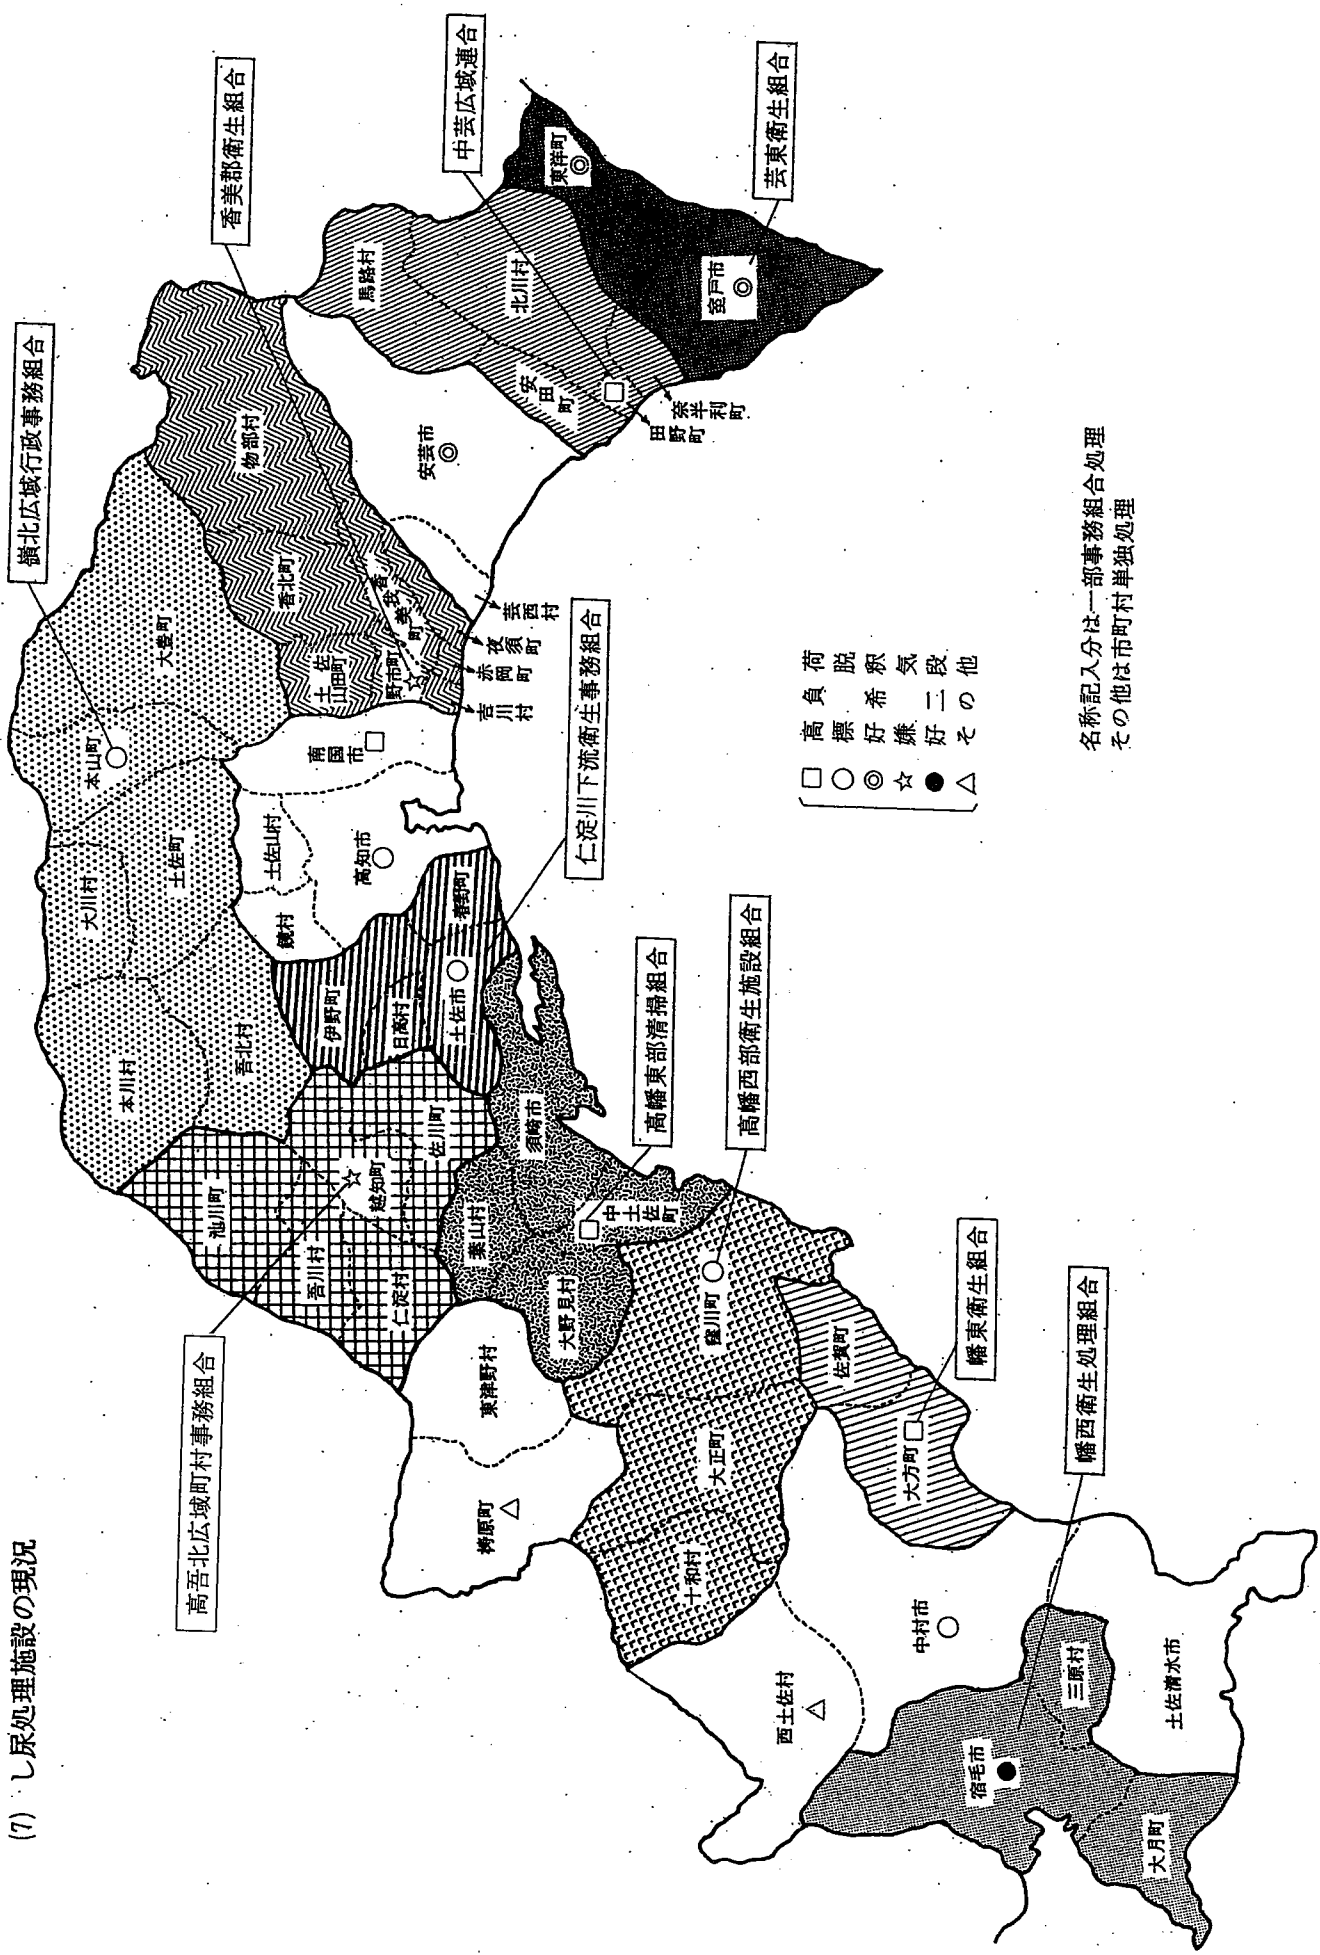 (7) し尿処理施設の現況
嶺北広域行政事務組合
香美郡衛生組合
中芸広域連合
芸東衛生組合
仁淀川下流衛生事務組合
高幡東部清掃組合
高幡西部衛生施設組合
幡東衛生組合
幡西衛生処理組合
高吾北広域町村事務組合
東洋町
室戸市
馬路村
北川村
安田町
奈半利町
田野町
安芸市
芸西村
物部村
香北町
土佐山田町
香我美町
野市町
夜須町
赤岡町
吉川村
大豊町
本山町
土佐町
大川村
本川村
吾北村
南国市
土佐山村
鏡村
高知市
春野町
伊野町
日高村
土佐市
池川町
吾川村
仁淀村
越知町
佐川町
須崎市
葉山村
中土佐町
大野見村
東津野村
梼原町
窪川町
大正町
十和村
佐賀町
大方町
中村市
西土佐村
宿毛市
三原村
大月町
土佐清水市
□ 高負荷
○ 標脱
◎ 好希釈
☆ 嫌気
● 好二段
△ その他
名称記入分は一部事務組合処理
その他は市町村単独処理